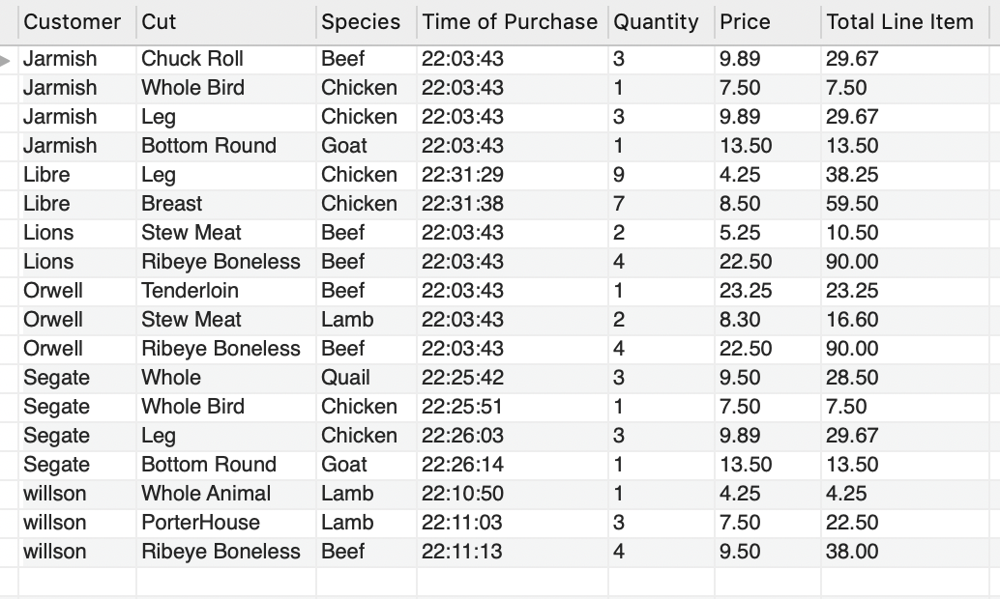 Customer Cut Species Time of Purchase Quantity Price Total Line Item
Jarmish Chuck Roll Beef 22:03:43 3 9.89 29.67
Jarmish Whole Bird Chicken 22:03:43 1 7.50 7.50
Jarmish Leg Chicken 22:03:43 3 9.89 29.67
Jarmish Bottom Round Goat 22:03:43 1 13.50 13.50
Libre Leg Chicken 22:31:29 9 4.25 38.25
Libre Breast Chicken 22:31:38 7 8.50 59.50
Lions Stew Meat Beef 22:03:43 2 5.25 10.50
Lions Ribeye Boneless Beef 22:03:43 4 22.50 90.00
Orwell Tenderloin Beef 22:03:43 1 23.25 23.25
Orwell Stew Meat Lamb 22:03:43 2 8.30 16.60
Orwell Ribeye Boneless Beef 22:03:43 4 22.50 90.00
Segate Whole Quail 22:25:42 3 9.50 28.50
Segate Whole Bird Chicken 22:25:51 1 7.50 7.50
Segate Leg Chicken 22:26:03 3 9.89 29.67
Segate Bottom Round Goat 22:26:14 1 13.50 13.50
willson Whole Animal Lamb 22:10:50 1 4.25 4.25
willson PorterHouse Lamb 22:11:03 3 7.50 22.50
willson Ribeye Boneless Beef 22:11:13 4 9.50 38.00